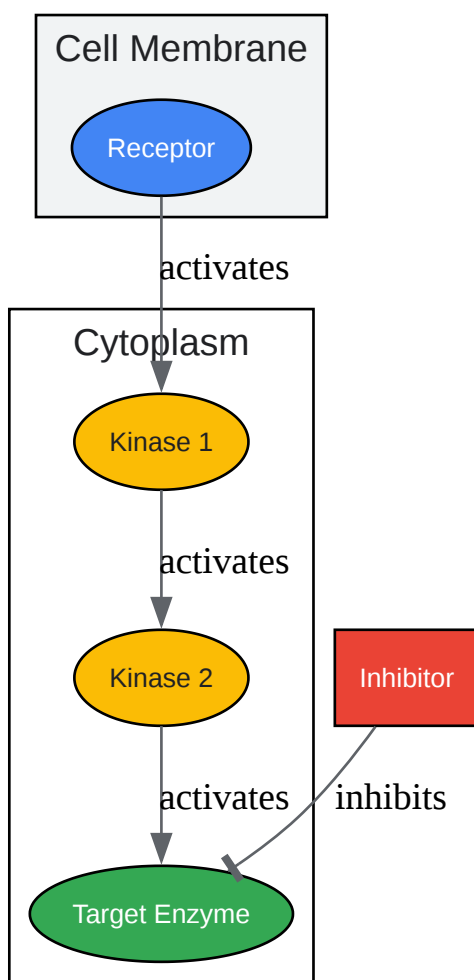 Cell Membrane
Receptor
activates
Cytoplasm
Kinase 1
activates
Kinase 2
Inhibitor
activates
inhibits
Target Enzyme